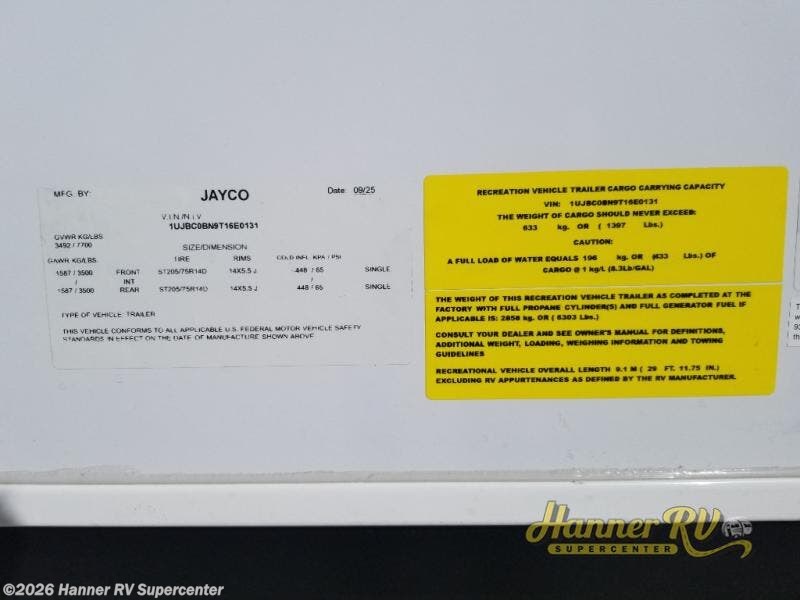 MFG. BY: JAYCO Date: 09/25
V.I.N./N.I.V
1UJBC0BN9T16E0131
GVWR KG/LBS.
3492 / 7700
SIZE/DIMENSION
GAWR KG/LBS. TIRE RIMS COLD INFL. KPA / PSI
1587 / 3500 FRONT ST205/75R14D 14X5.5 J 448 / 65 SINGLE
/ INT /
1587 / 3500 REAR ST205/75R14D 14X5.5 J 448 / 65 SINGLE
TYPE OF VEHICLE: TRAILER
THIS VEHICLE CONFORMS TO ALL APPLICABLE U.S. FEDERAL MOTOR VEHICLE SAFETY
STANDARDS IN EFFECT ON THE DATE OF MANUFACTURE SHOWN ABOVE
RECREATION VEHICLE TRAILER CARGO CARRYING CAPACITY
VIN: 1UJBC0BN9T16E0131
THE WEIGHT OF CARGO SHOULD NEVER EXCEED:
633 kg. OR ( 1397 Lbs.)
CAUTION:
A FULL LOAD OF WATER EQUALS 196 kg. OR (433 Lbs.) OF
CARGO @ 1 kg/L (8.3Lb/GAL)
THE WEIGHT OF THIS RECREATION VEHICLE TRAILER AS COMPLETED AT THE
FACTORY WITH FULL PROPANE CYLINDER(S) AND FULL GENERATOR FUEL IF
APPLICABLE IS: 2858 kg. OR ( 6303 Lbs.)
CONSULT YOUR DEALER AND SEE OWNER'S MANUAL FOR DEFINITIONS,
ADDITIONAL WEIGHT, LOADING, WEIGHING INFORMATION AND TOWING
GUIDELINES
RECREATIONAL VEHICLE OVERALL LENGTH 9.1 M ( 29 FT. 11.75 IN.)
EXCLUDING RV APPURTENANCES AS DEFINED BY THE RV MANUFACTURER.
Hanner RV
SUPERCENTER
©2026 Hanner RV Supercenter